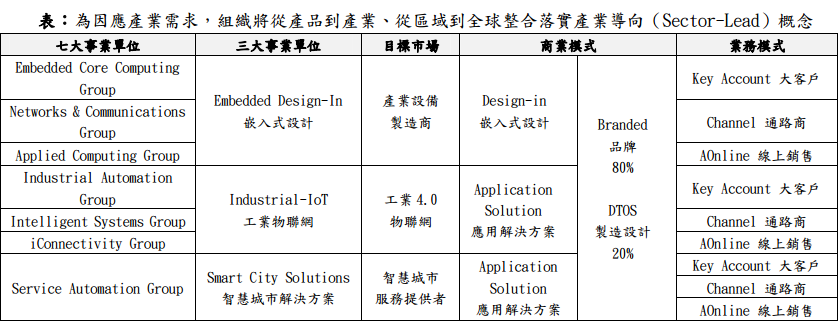 表：為因應產業需求，組織將從產品到產業、從區域到全球整合落實產業導向（Sector-Lead）概念
七大事業單位
三大事業單位
目標市場
商業模式
業務模式
Embedded Core Computing
Group
Networks & Communications
Group
Applied Computing Group
Embedded Design-In
嵌入式設計
產業設備
製造商
Design-in
嵌入式設計
Branded
品牌
80%
DTOS
製造設計
20%
Key Account 大客戶
Channel 通路商
AOnline 線上銷售
Industrial Automation
Group
Intelligent Systems Group
iConnectivity Group
Industrial-IoT
工業物聯網
工業 4.0
物聯網
Application
Solution
應用解決方案
Key Account 大客戶
Channel 通路商
AOnline 線上銷售
Service Automation Group
Smart City Solutions
智慧城市解決方案
智慧城市
服務提供者
Application
Solution
應用解決方案
Key Account 大客戶
Channel 通路商
AOnline 線上銷售